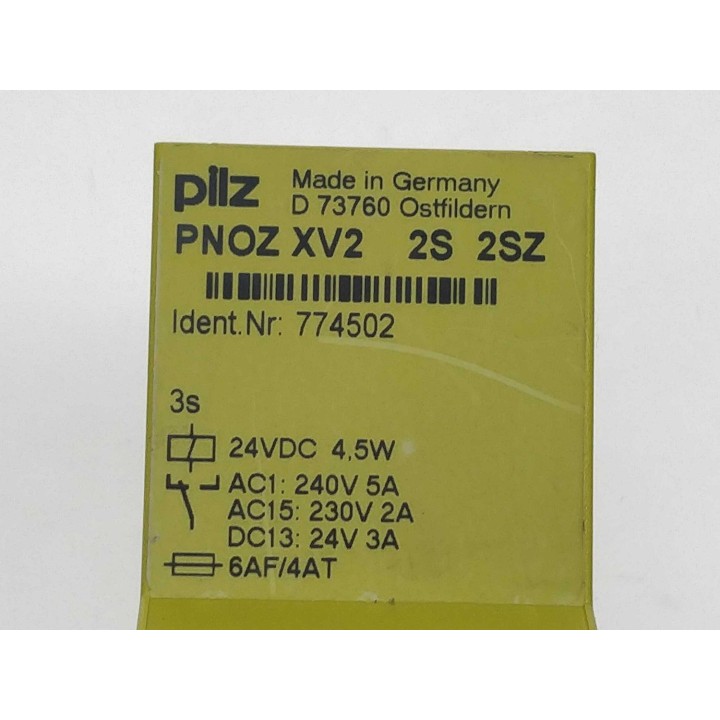 pilz Made in Germany
D 73760 Ostfildern
PNOZ XV2 2S 2SZ
Ident.Nr: 774502
3s
24VDC 4,5W
AC1: 240V 5A
AC15: 230V 2A
DC13: 24V 3A
6AF/4AT